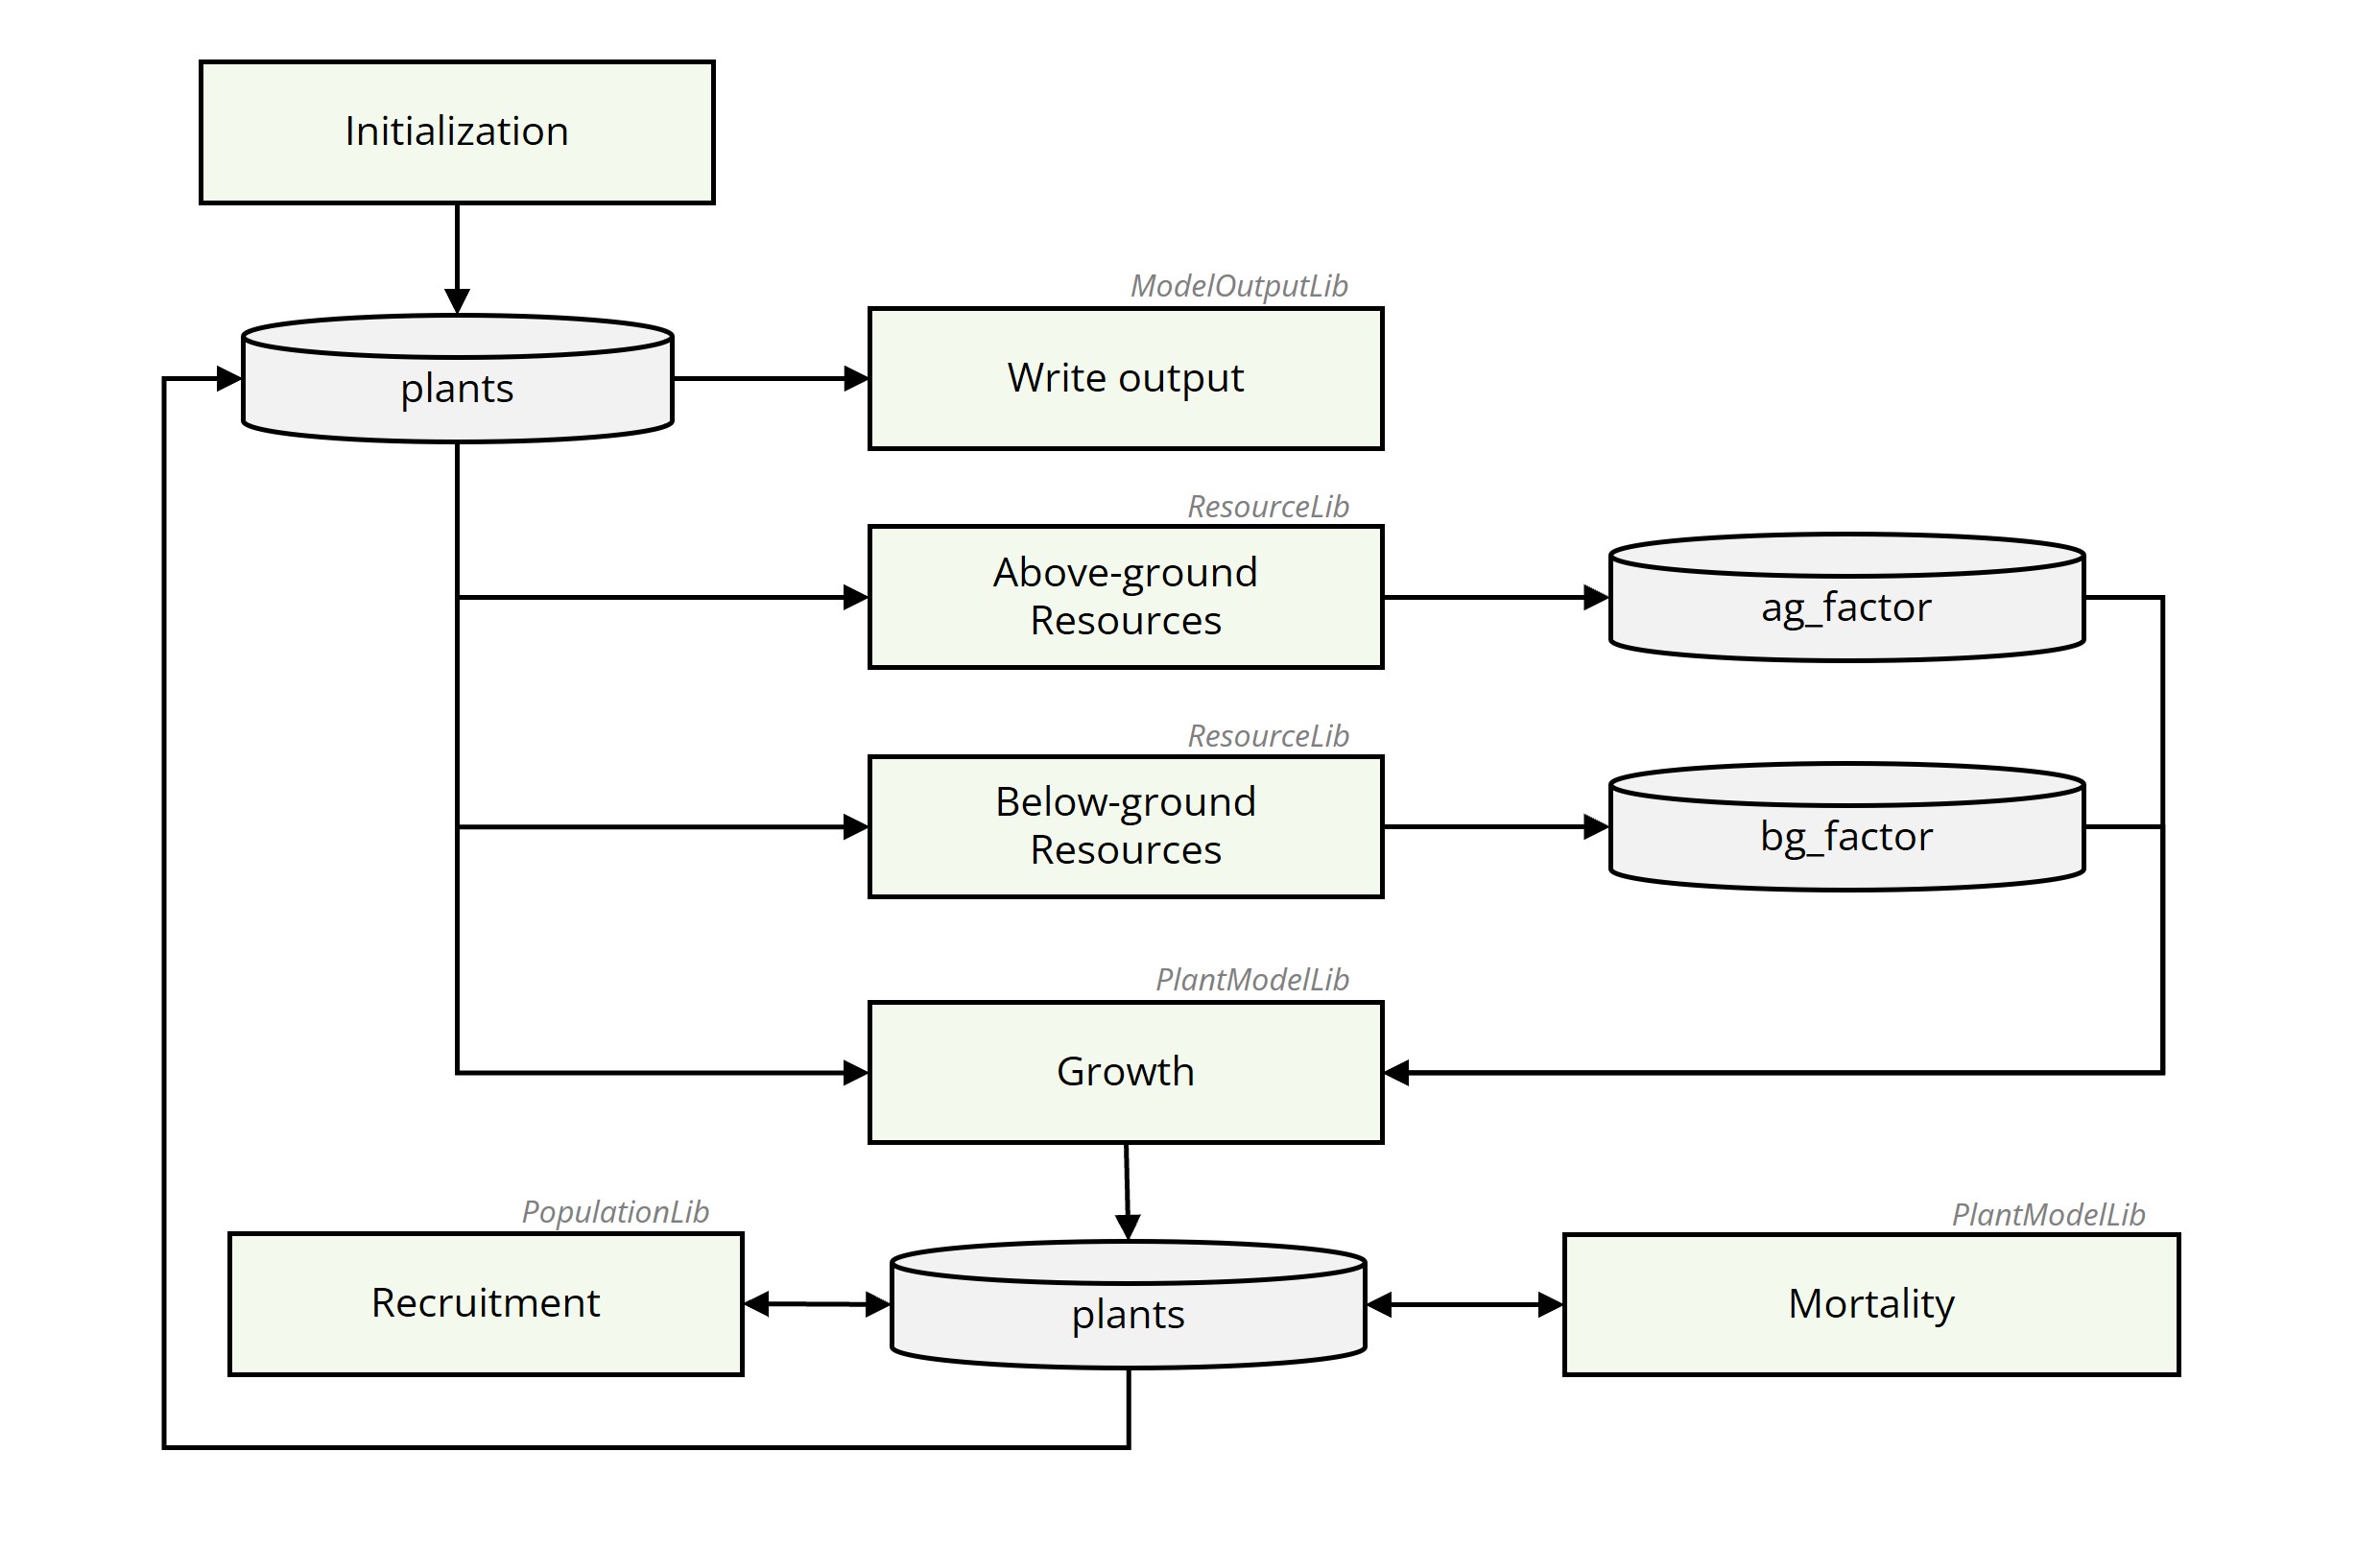 Initialization
ModelOutputLib
plants
Write output
ResourceLib
Above-ground
Resources
ag_factor
ResourceLib
Below-ground
Resources
bg_factor
PlantModelLib
Growth
PopulationLib
PlantModelLib
Recruitment
plants
Mortality